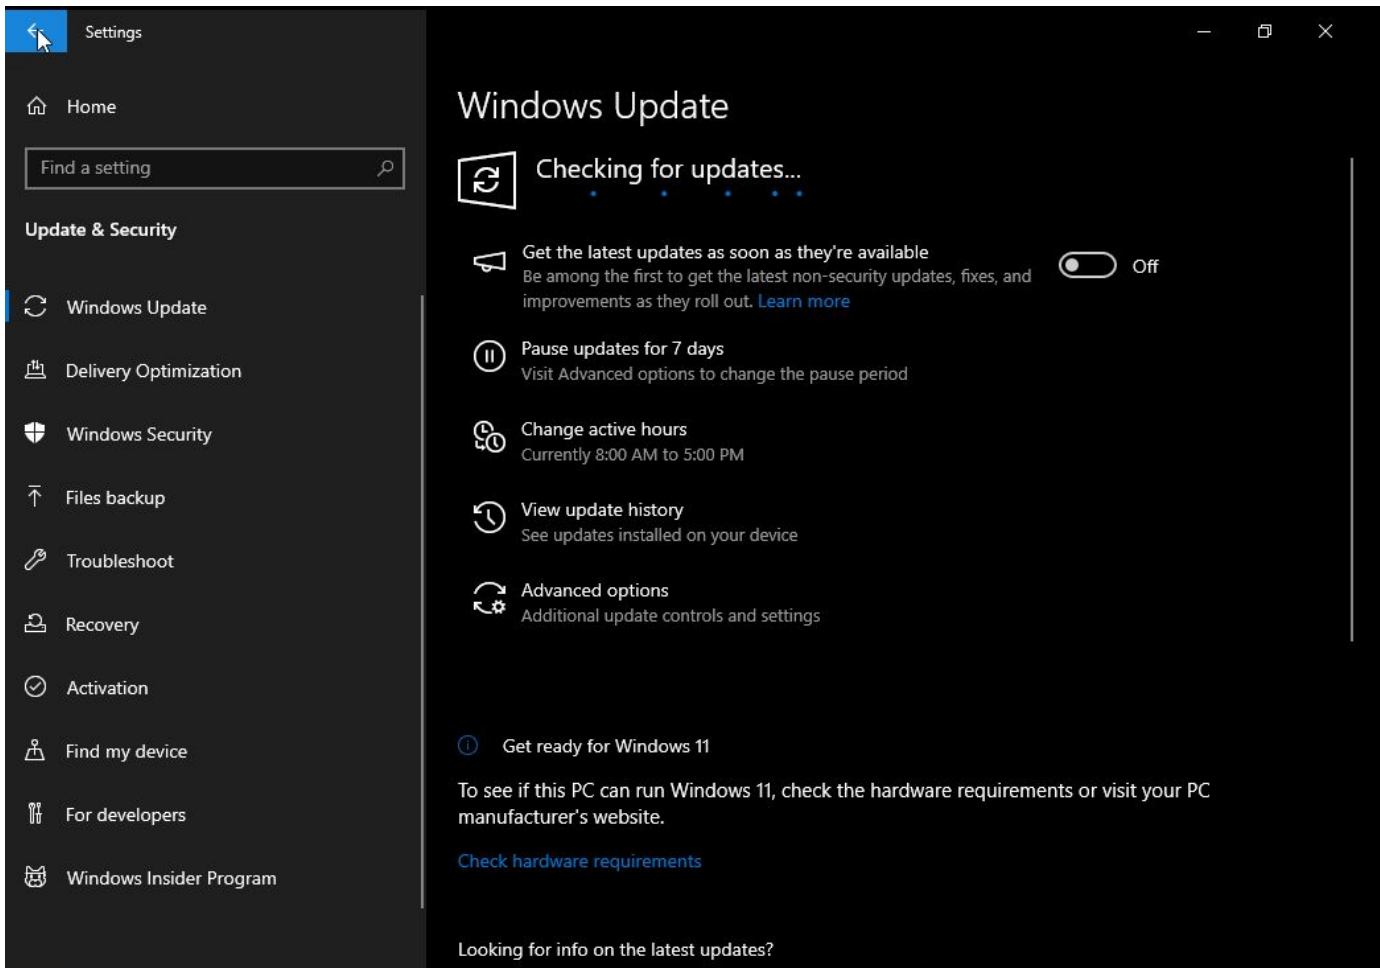 Settings
Home
Find a setting
Update & Security
Windows Update
Delivery Optimization
Windows Security
Files backup
Troubleshoot
Recovery
Activation
Find my device
For developers
Windows Insider Program
Windows Update
Checking for updates...
Get the latest updates as soon as they're available
Be among the first to get the latest non-security updates, fixes, and
improvements as they roll out. Learn more
Off
Pause updates for 7 days
Visit Advanced options to change the pause period
Change active hours
Currently 8:00 AM to 5:00 PM
View update history
See updates installed on your device
Advanced options
Additional update controls and settings
Get ready for Windows 11
To see if this PC can run Windows 11, check the hardware requirements or visit your PC
manufacturer's website.
Check hardware requirements
Looking for info on the latest updates?